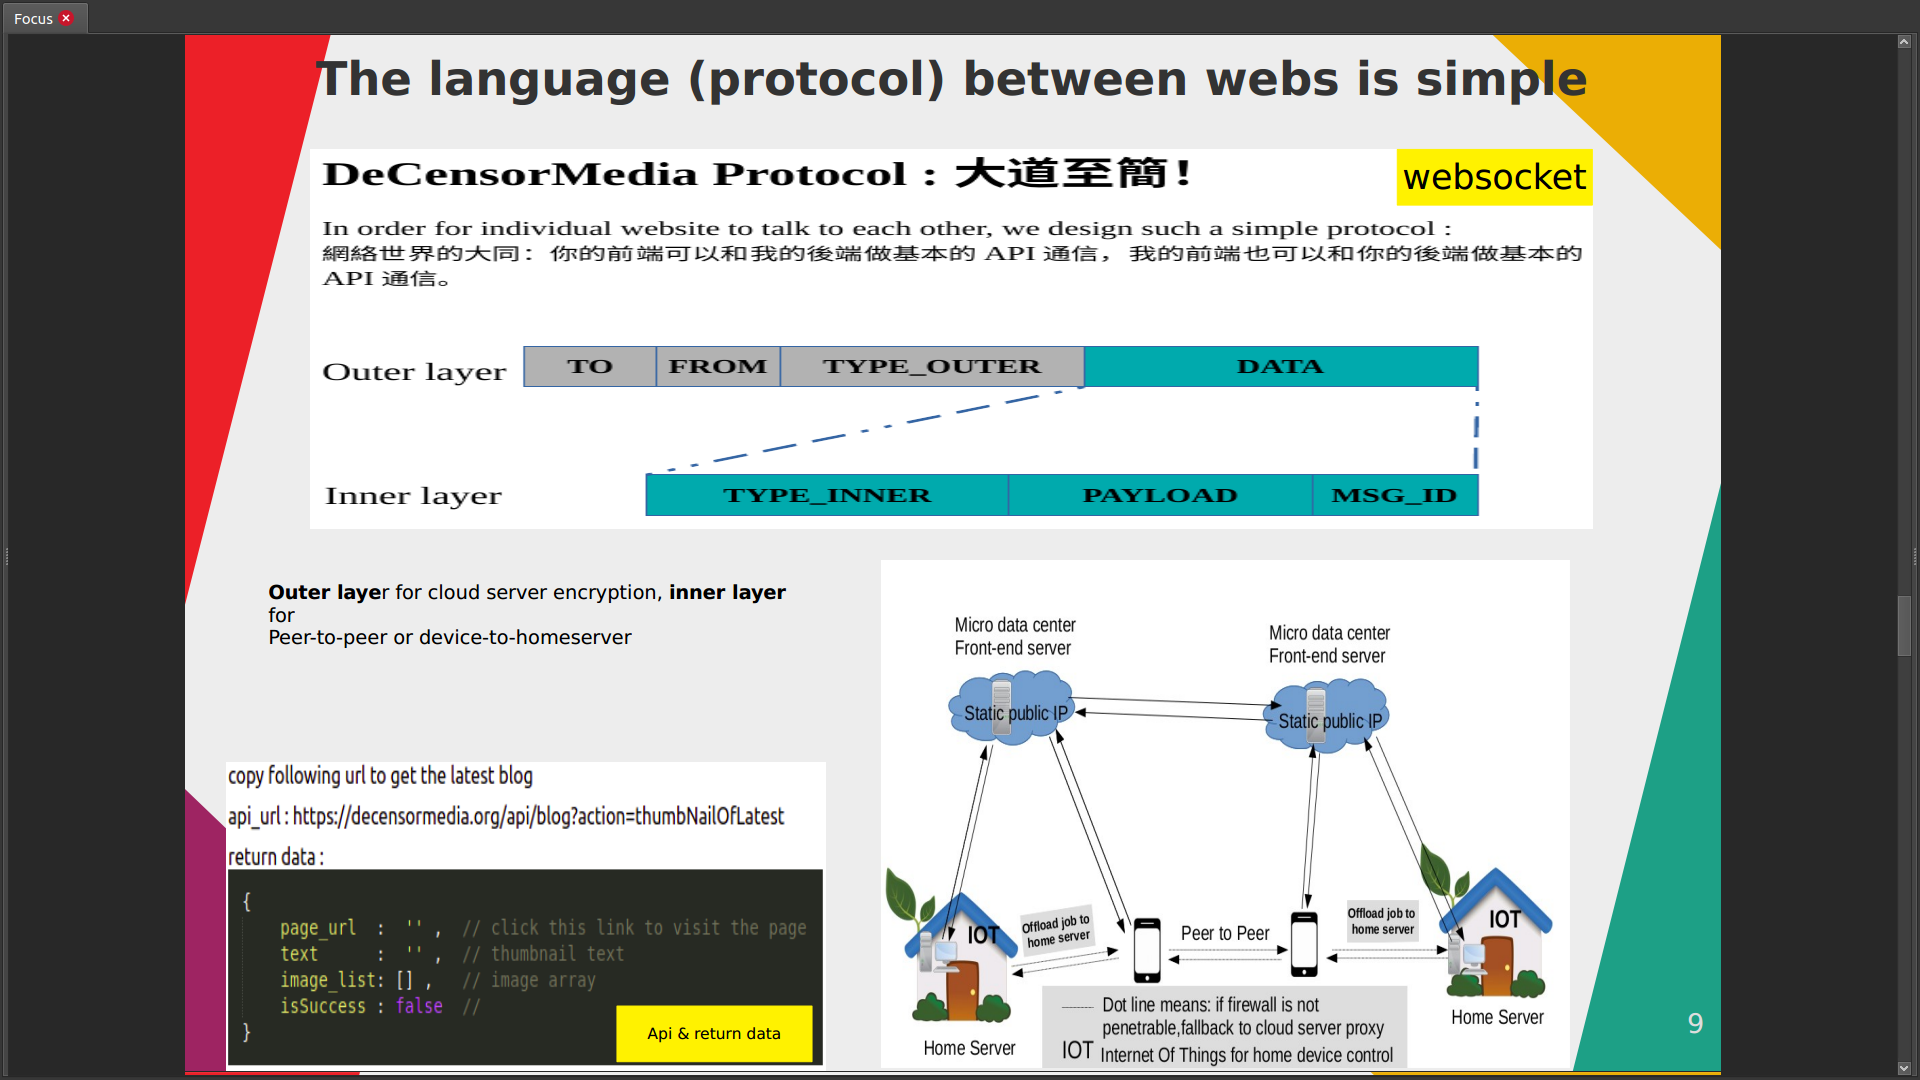 Focus
The language (protocol) between webs is simple
DeCensorMedia Protocol : 大道至簡!
websocket
In order for individual website to talk to each other, we design such a simple protocol :
網絡世界的大同： 你的前端可以和我的後端做基本的 API 通信， 我的前端也可以和你的後端做基本的
API 通信。
Outer layer TO FROM TYPE_OUTER DATA
Inner layer TYPE_INNER PAYLOAD MSG_ID
Outer layer for cloud server encryption, inner layer
for
Peer-to-peer or device-to-homeserver
copy following url to get the latest blog
api_url : https://decensormedia.org/api/blog?action=thumbNailOfLatest
return data :
{
page_url : '' , // click this link to visit the page
text : '' , // thumbnail text
image_list: [] , // image array
isSuccess : false //
}
Api & return data
Micro data center
Front-end server
Static public IP
Micro data center
Front-end server
Static public IP
IOT
Offload job to
home server
Peer to Peer
Offload job to
home server
IOT
Home Server
Home Server
Dot line means: if firewall is not
penetrable,fallback to cloud server proxy
IOT Internet Of Things for home device control
9